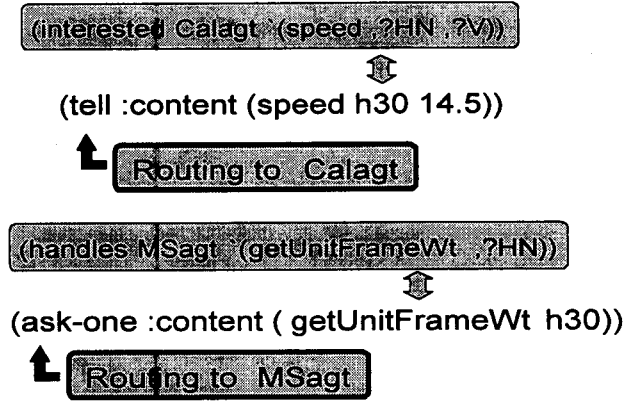 (interested Calagt `(speed ,?HN ,?V))
(tell :content (speed h30 14.5))
Routing to Calagt
(handles MSagt `(getUnitFrameWt ,?HN))
(ask-one :content ( getUnitFrameWt h30))
Routing to MSagt